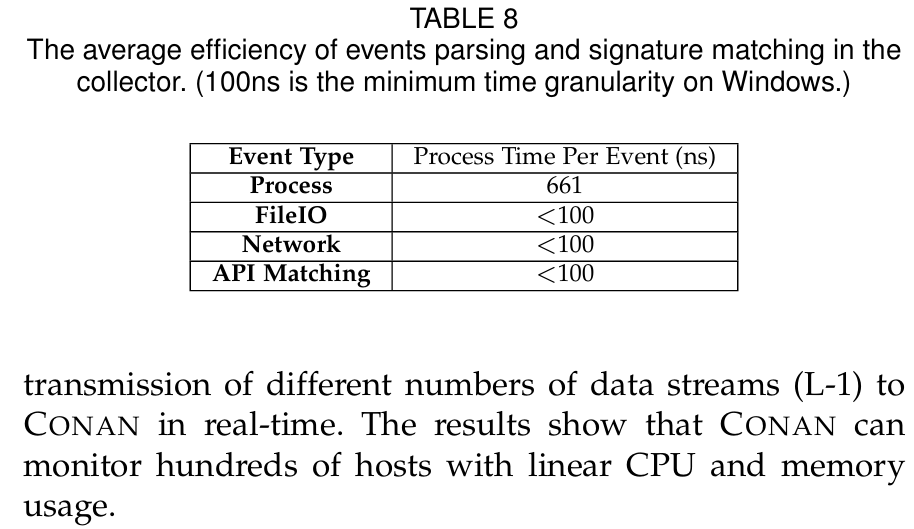 TABLE 8
The average efficiency of events parsing and signature matching in the
collector. (100ns is the minimum time granularity on Windows.)
Event Type Process Time Per Event (ns)
Process 661
FileIO <100
Network <100
API Matching <100
transmission of different numbers of data streams (L-1) to
CONAN in real-time. The results show that CONAN can
monitor hundreds of hosts with linear CPU and memory
usage.